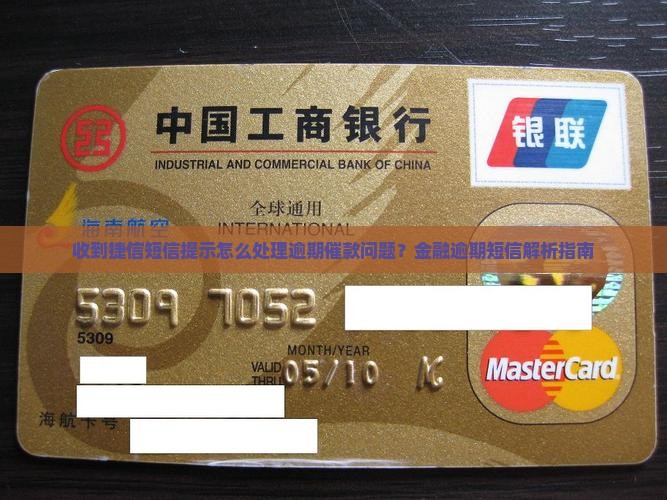 中国工商银行
INDUSTRIAL AND COMMERCIAL BANK OF CHINA
银联
全球通用
海南航空
INTERNATIONAL
收到捷信短信提示怎么处理逾期催款问题？金融逾期短信解析指南
5309 7052
5309
MONTH/YEAR
VALID THRU 05/10
MasterCard
海航卡号